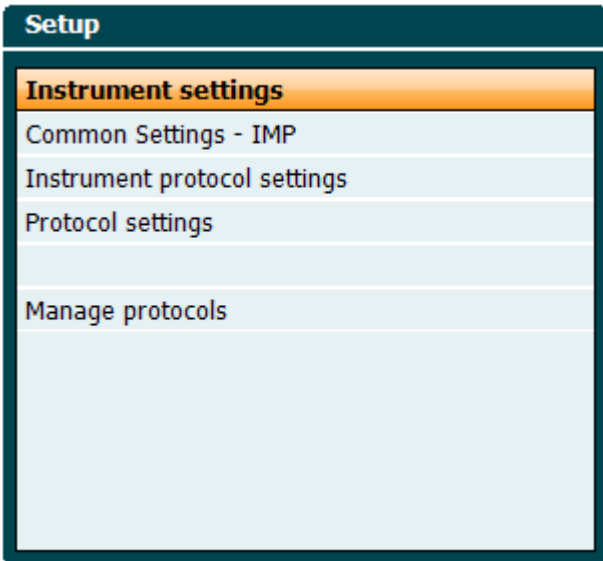 Setup
Instrument settings
Common Settings - IMP
Instrument protocol settings
Protocol settings
Manage protocols